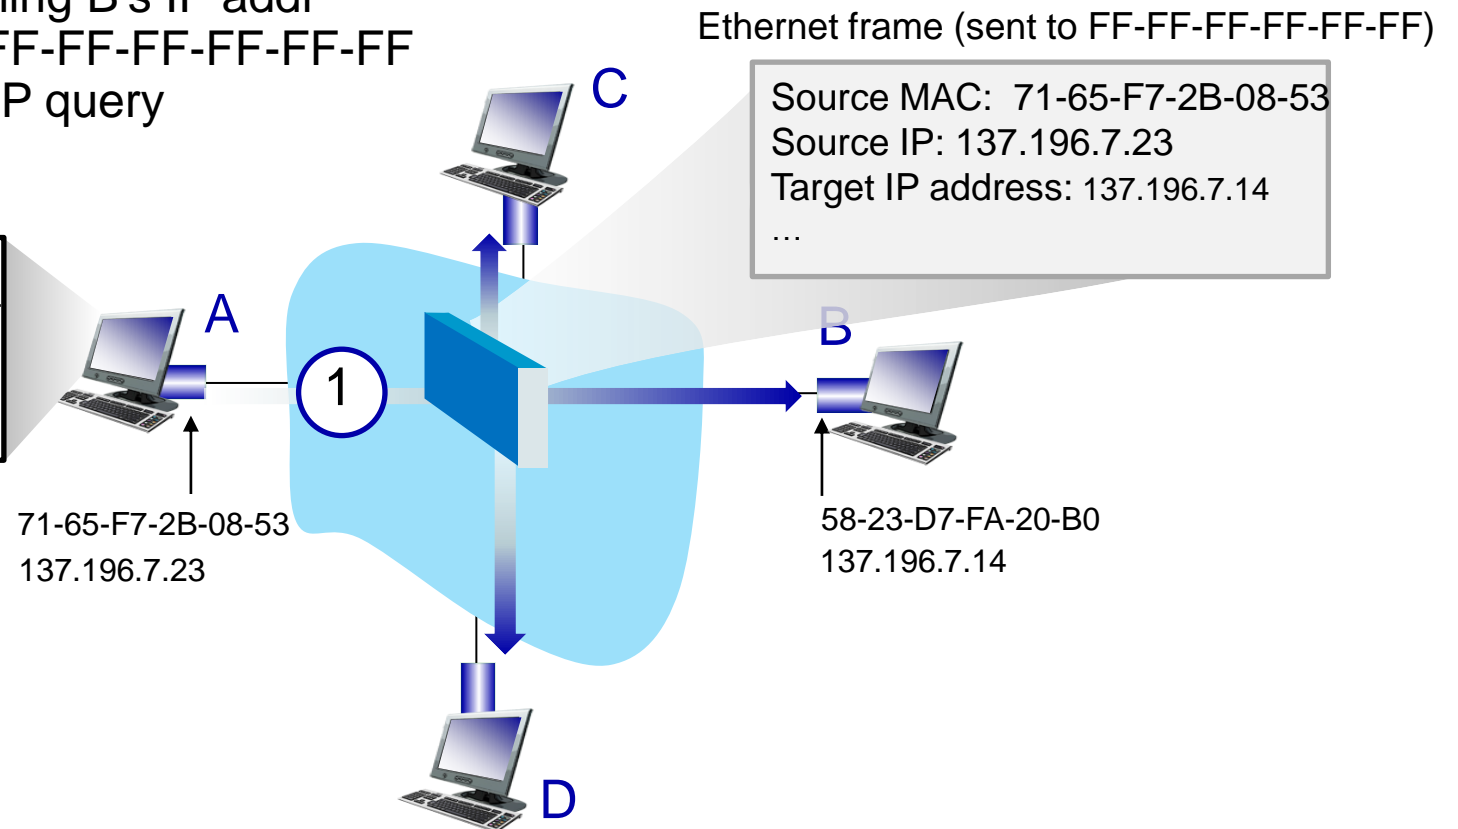 ing B's IP addr
FF-FF-FF-FF-FF-FF
P query
Ethernet frame (sent to FF-FF-FF-FF-FF-FF)
Source MAC: 71-65-F7-2B-08-53
Source IP: 137.196.7.23
Target IP address: 137.196.7.14
…
C
A
B
1
71-65-F7-2B-08-53
137.196.7.23
58-23-D7-FA-20-B0
137.196.7.14
D